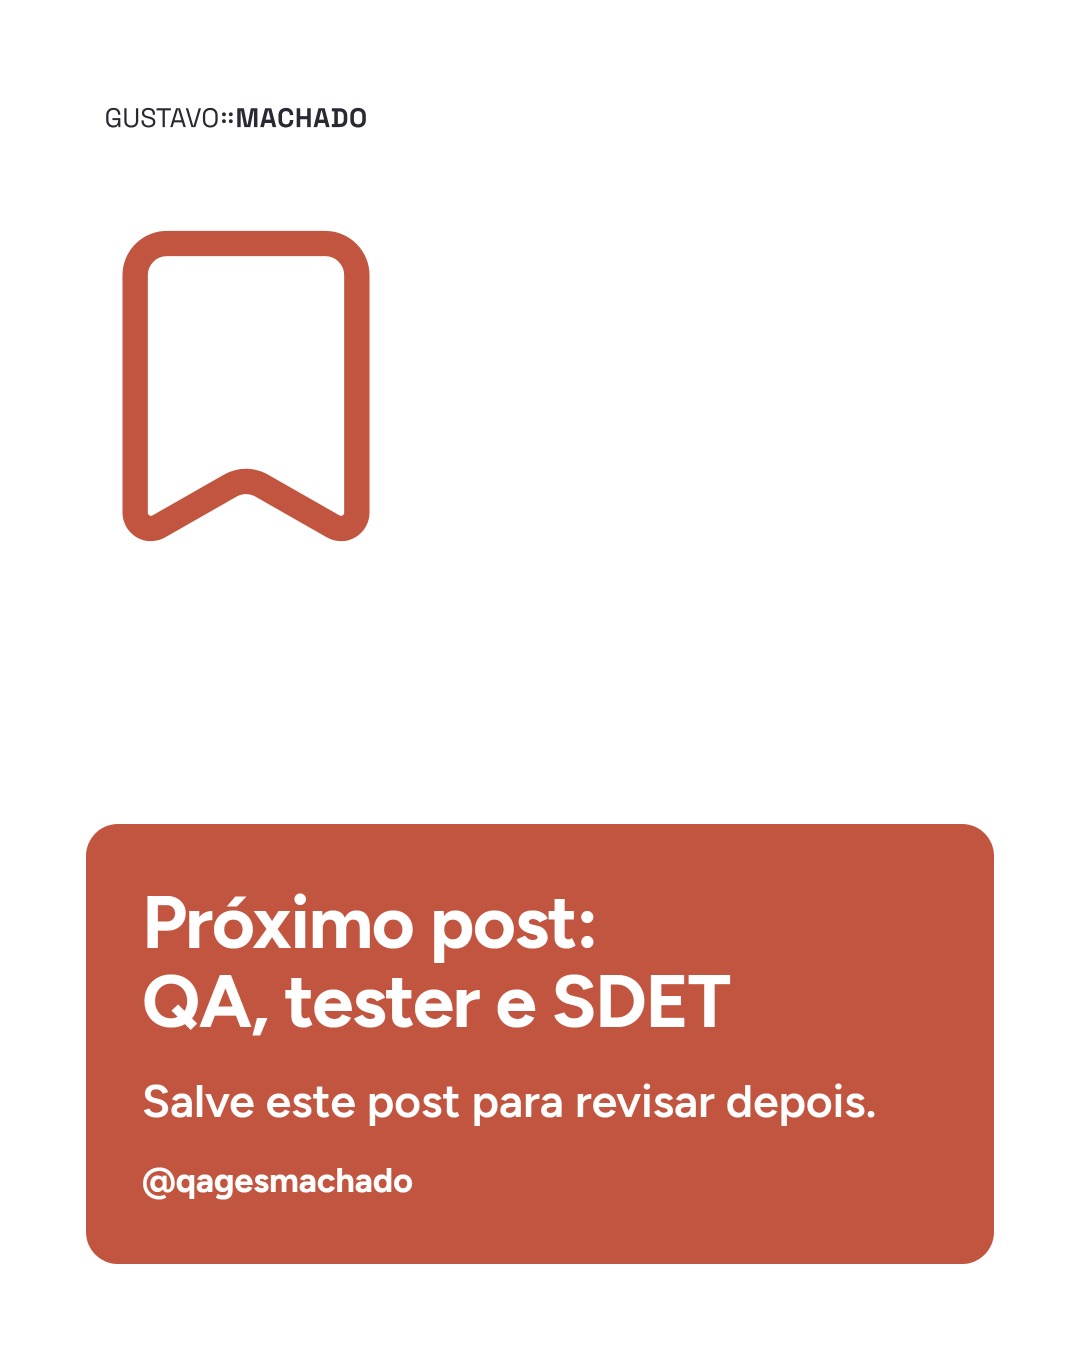 GUSTAVO::MACHADO
Próximo post:
QA, tester e SDET
Salve este post para revisar depois.
@qagesmachado